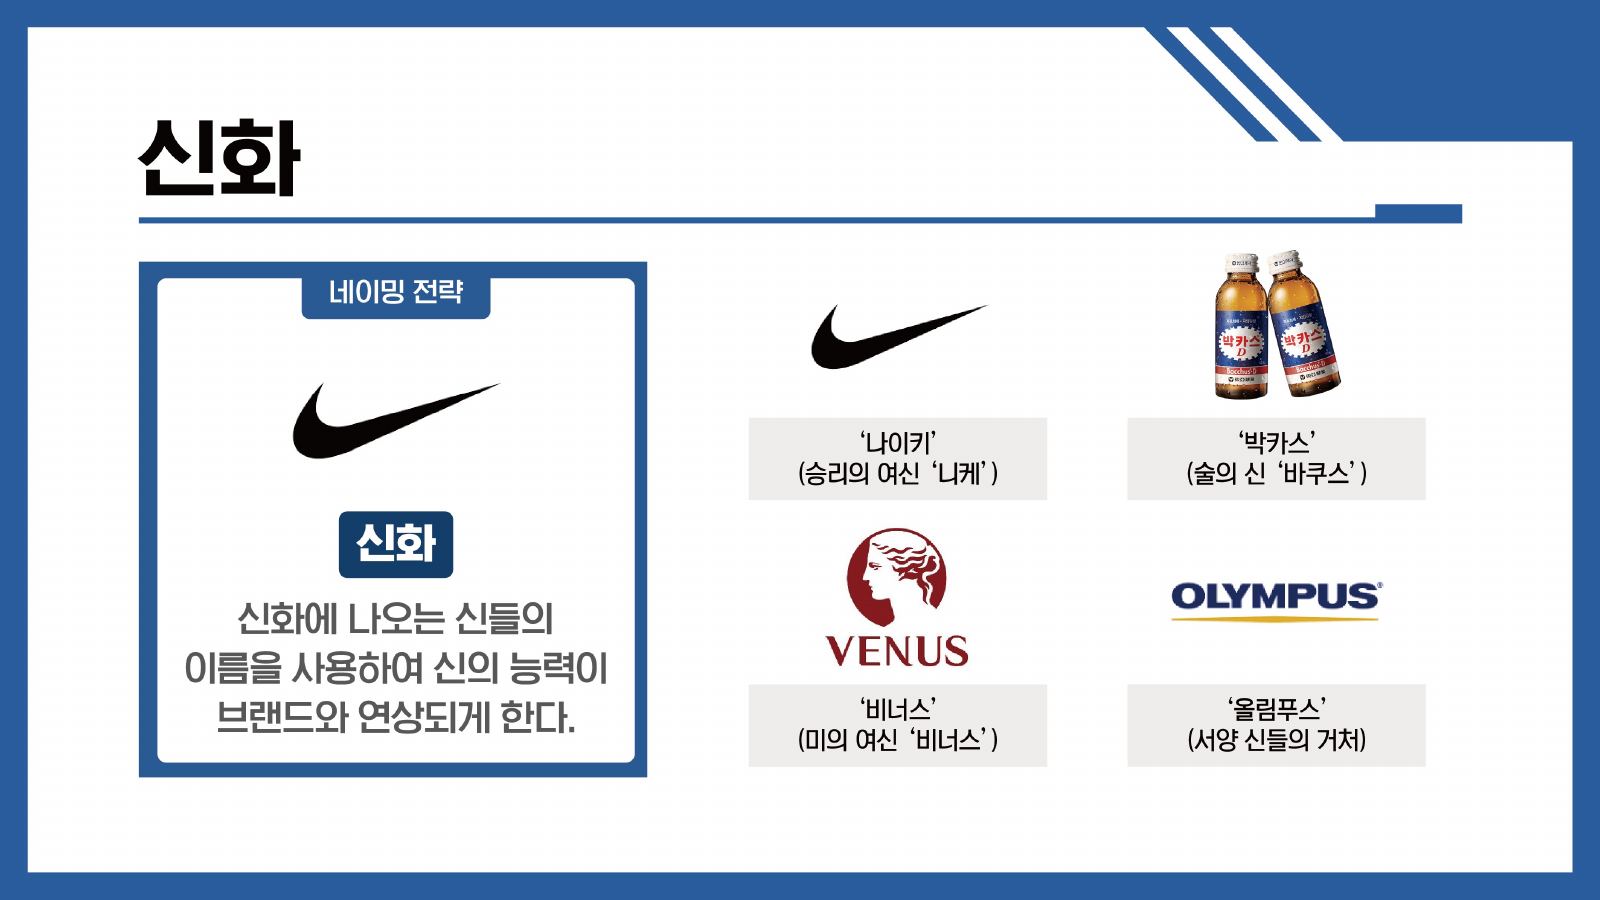 신화
네이밍 전략
신화
신화에 나오는 신들의
이름을 사용하여 신의 능력이
브랜드와 연상되게 한다.
‘나이키’
(승리의 여신 ‘니케’)
박카스
D
Bacchus-D
박카스
D
Bacchus-D
‘박카스’
(술의 신 ‘바쿠스’)
VENUS
‘비너스’
(미의 여신 ‘비너스’)
OLYMPUS®
‘올림푸스’
(서양 신들의 거처)